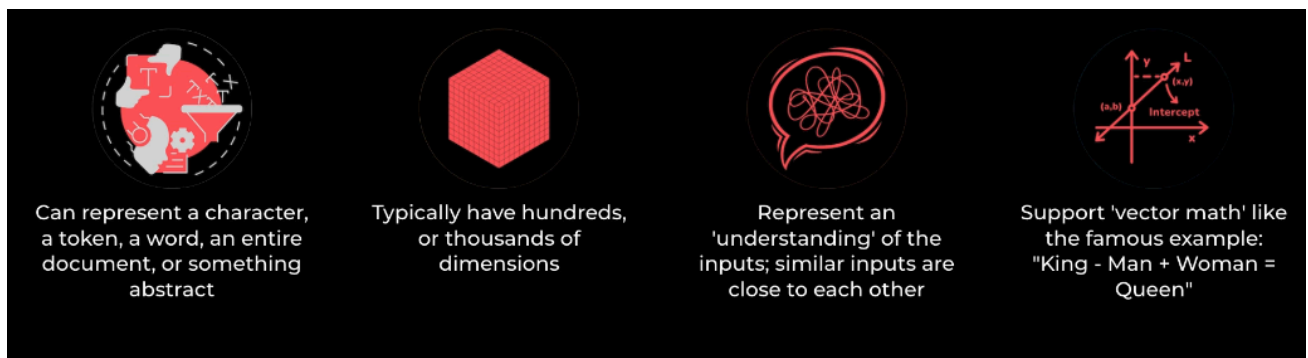 T
TXT
T X
y
L
(x,y)
(a,b)
Intercept
x
Can represent a character,
a token, a word, an entire
document, or something
abstract
Typically have hundreds,
or thousands of
dimensions
Represent an
'understanding' of the
inputs; similar inputs are
close to each other
Support 'vector math' like
the famous example:
"King - Man + Woman =
Queen"